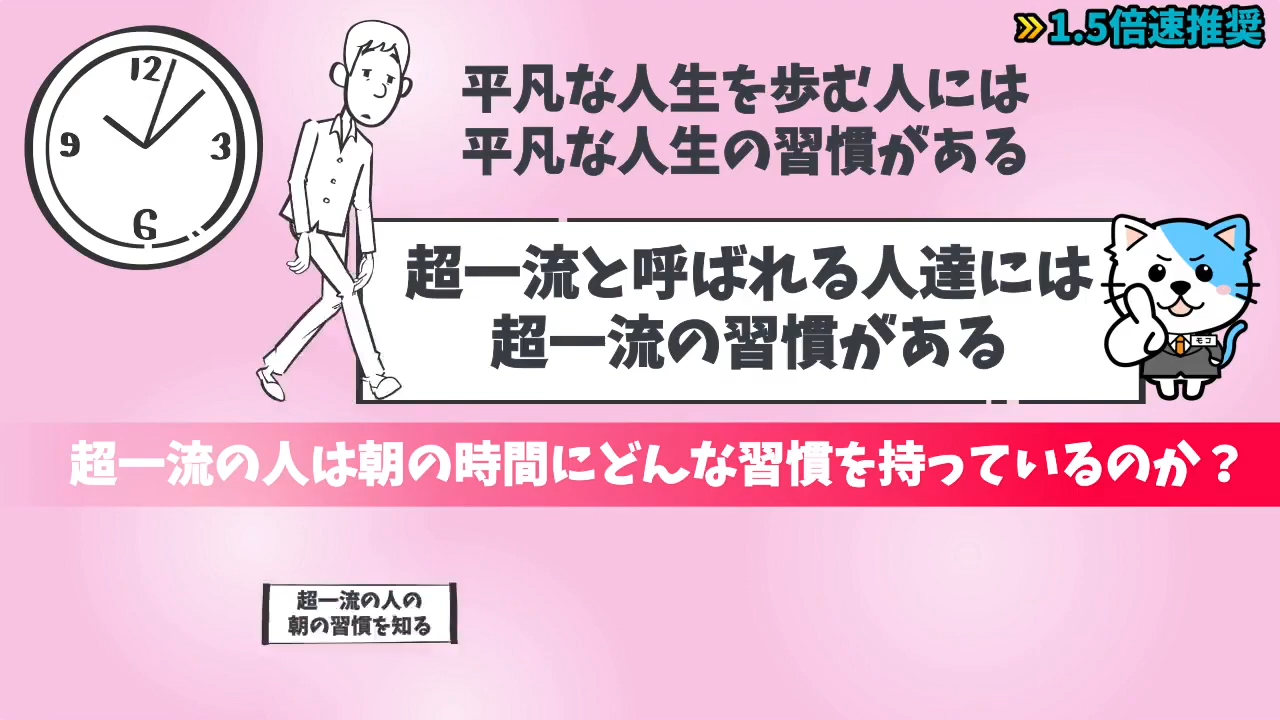 1.5倍速推奨
12
9
3
6
平凡な人生を歩む人には
平凡な人生の習慣がある
超一流と呼ばれる人達には
超一流の習慣がある
モコ
超一流の人は朝の時間にどんな習慣を持っているのか？
超一流の人の
朝の習慣を知る